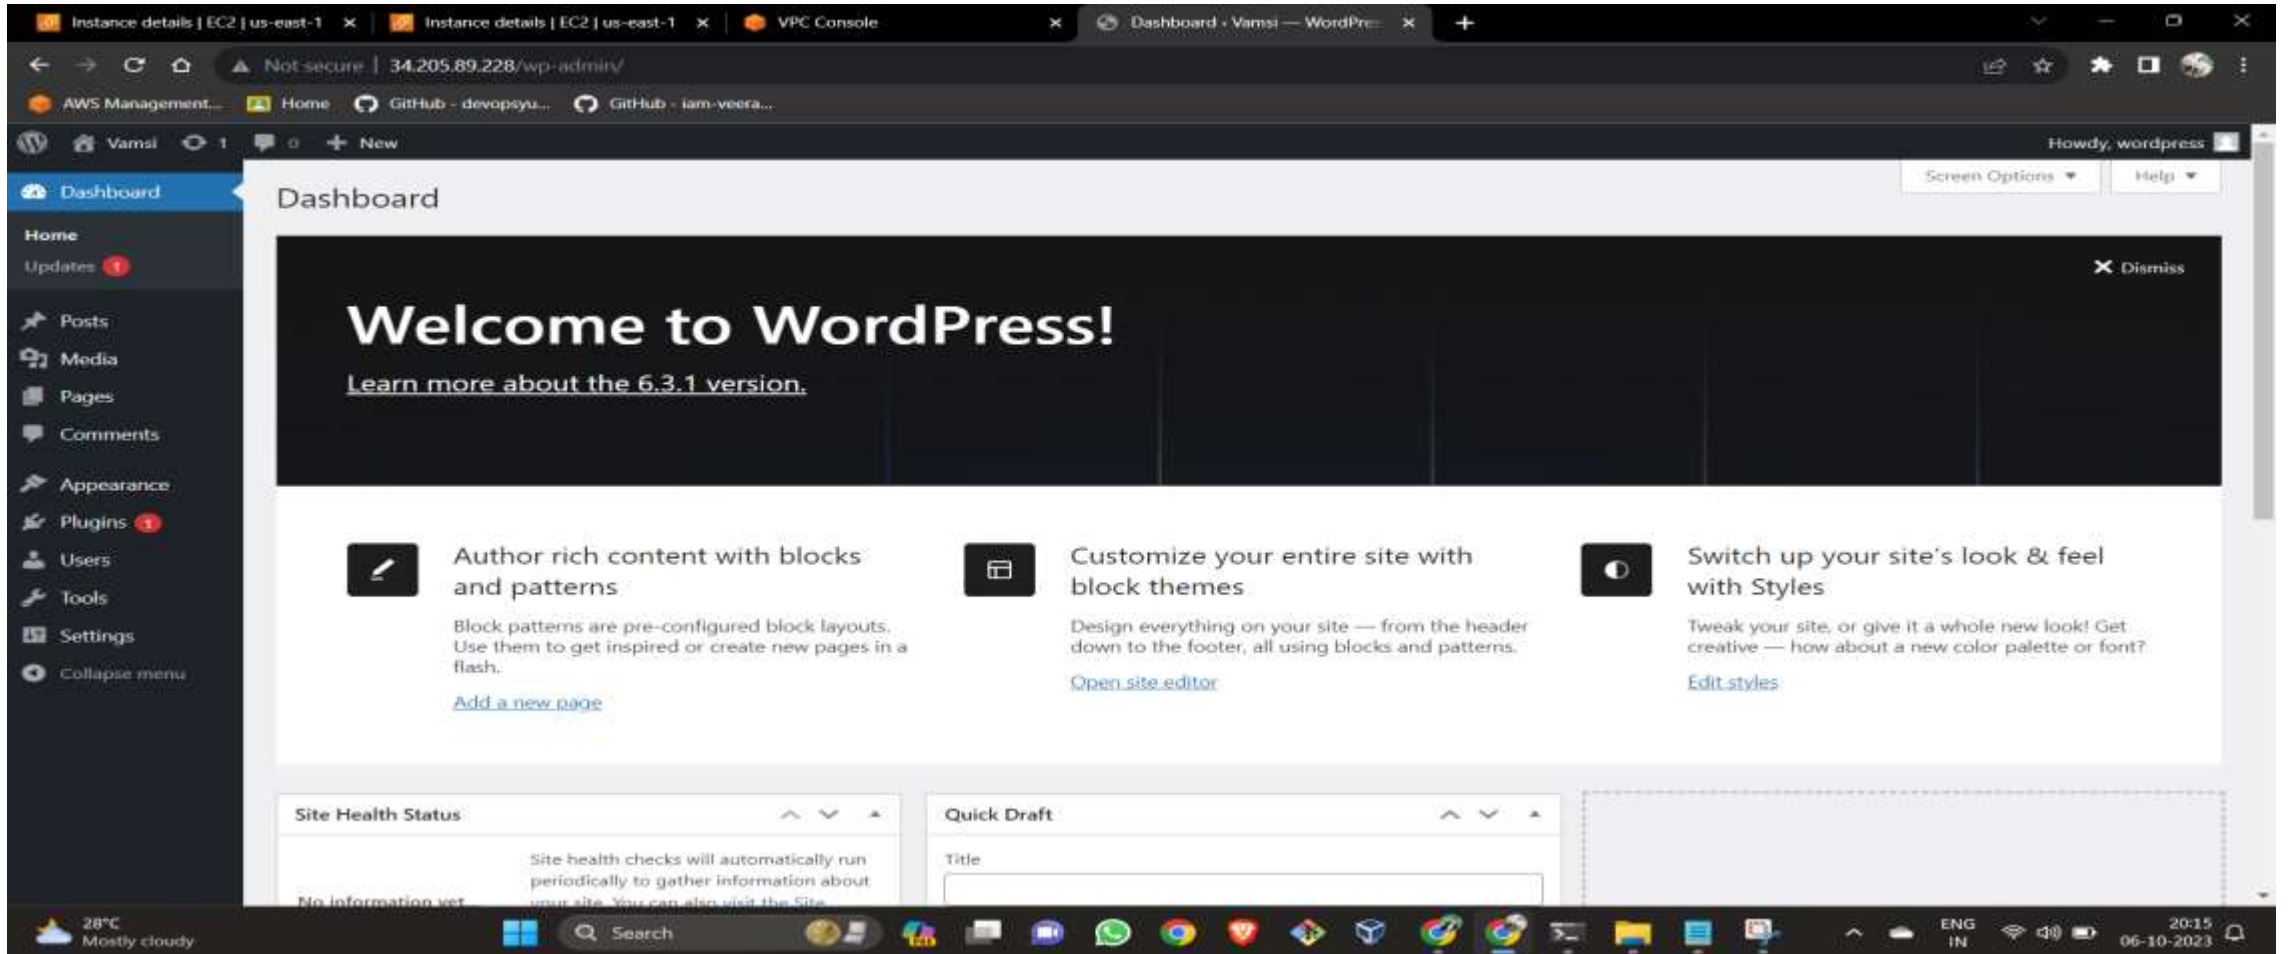 Instance details | EC2 | us-east-1
Instance details | EC2 | us-east-1
VPC Console
Dashboard ‹ Vamsi — WordPre
Not secure | 34.205.89.228/wp-admin/
AWS Management...
Home
GitHub - devopsyu...
GitHub - iam-veera...
Vamsi
1
0
New
Howdy, wordpress
Screen Options
Help
Dashboard
Home
Updates 1
Posts
Media
Pages
Comments
Appearance
Plugins 1
Users
Tools
Settings
Collapse menu
Dashboard
Dismiss
Welcome to WordPress!
Learn more about the 6.3.1 version.
Author rich content with blocks
and patterns
Block patterns are pre-configured block layouts.
Use them to get inspired or create new pages in a
flash.
Add a new page
Customize your entire site with
block themes
Design everything on your site — from the header
down to the footer, all using blocks and patterns.
Open site editor
Switch up your site's look & feel
with Styles
Tweak your site, or give it a whole new look! Get
creative — how about a new color palette or font?
Edit styles
Site Health Status
Site health checks will automatically run
periodically to gather information about
your site. You can also visit the Site
No information yet
Quick Draft
Title
28°C
Mostly cloudy
Search
ENG
IN
20:15
06-10-2023